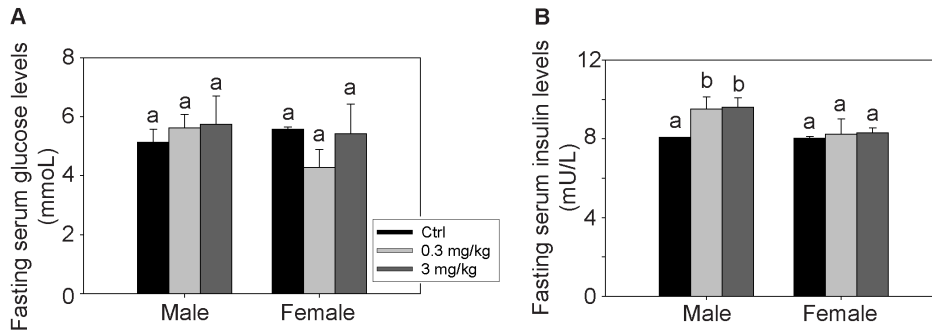 A
Fasting serum glucose levels
(mmoL)
8
6
4
2
0
a a a
a a a
Male Female
Ctrl
0.3 mg/kg
3 mg/kg
B
Fasting serum insulin levels
(mU/L)
12
8
4
0
a b b
a a a
Male Female